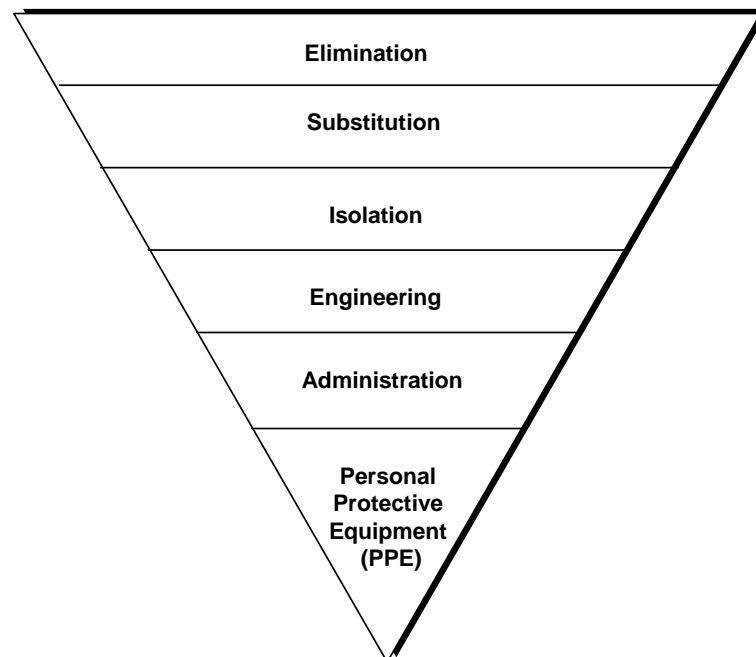 Elimination
Substitution
Isolation
Engineering
Administration
Personal
Protective
Equipment
(PPE)